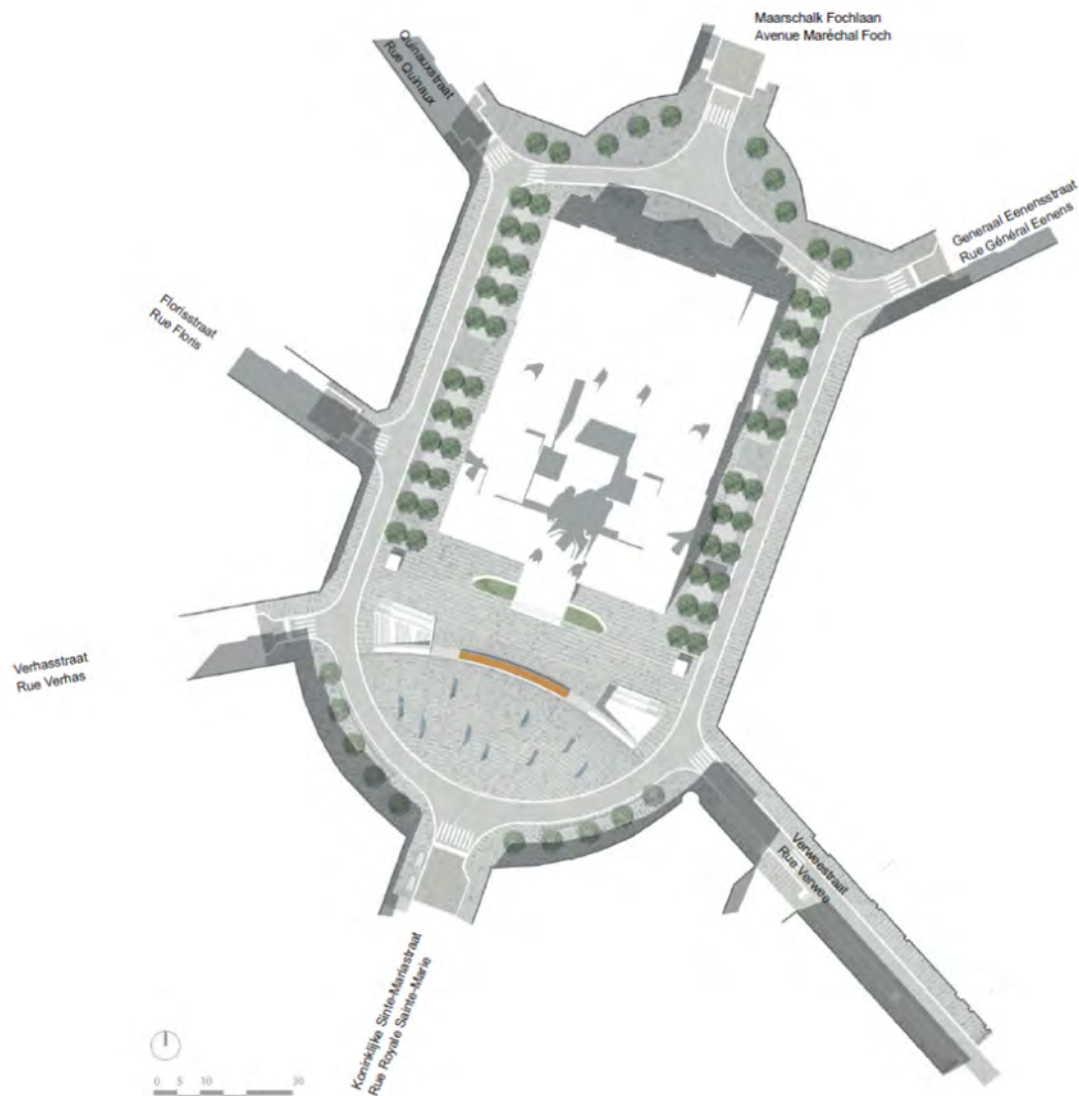 Maarschalk Fochlaan
Avenue Maréchal Foch
Quinauxstraat
Rue Quinaux
Generaal Eenensstraat
Rue Général Eenens
Florisstraat
Rue Floris
Verhasstraat
Rue Verhas
Verweestraat
Rue Verwee
Koninklijke Sinte-Mariastraat
Rue Royale Sainte-Marie
0 5 10 30